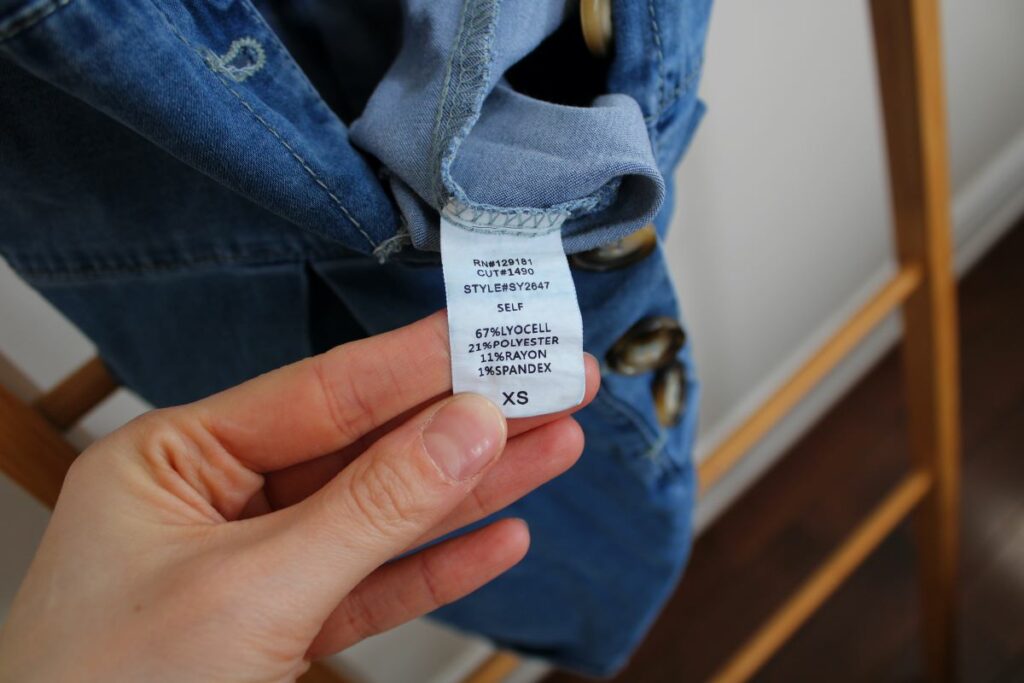 RN#129181
CUT#1490
STYLE#SY2647
SELF
67%LYOCELL
21%POLYESTER
11%RAYON
1%SPANDEX
XS